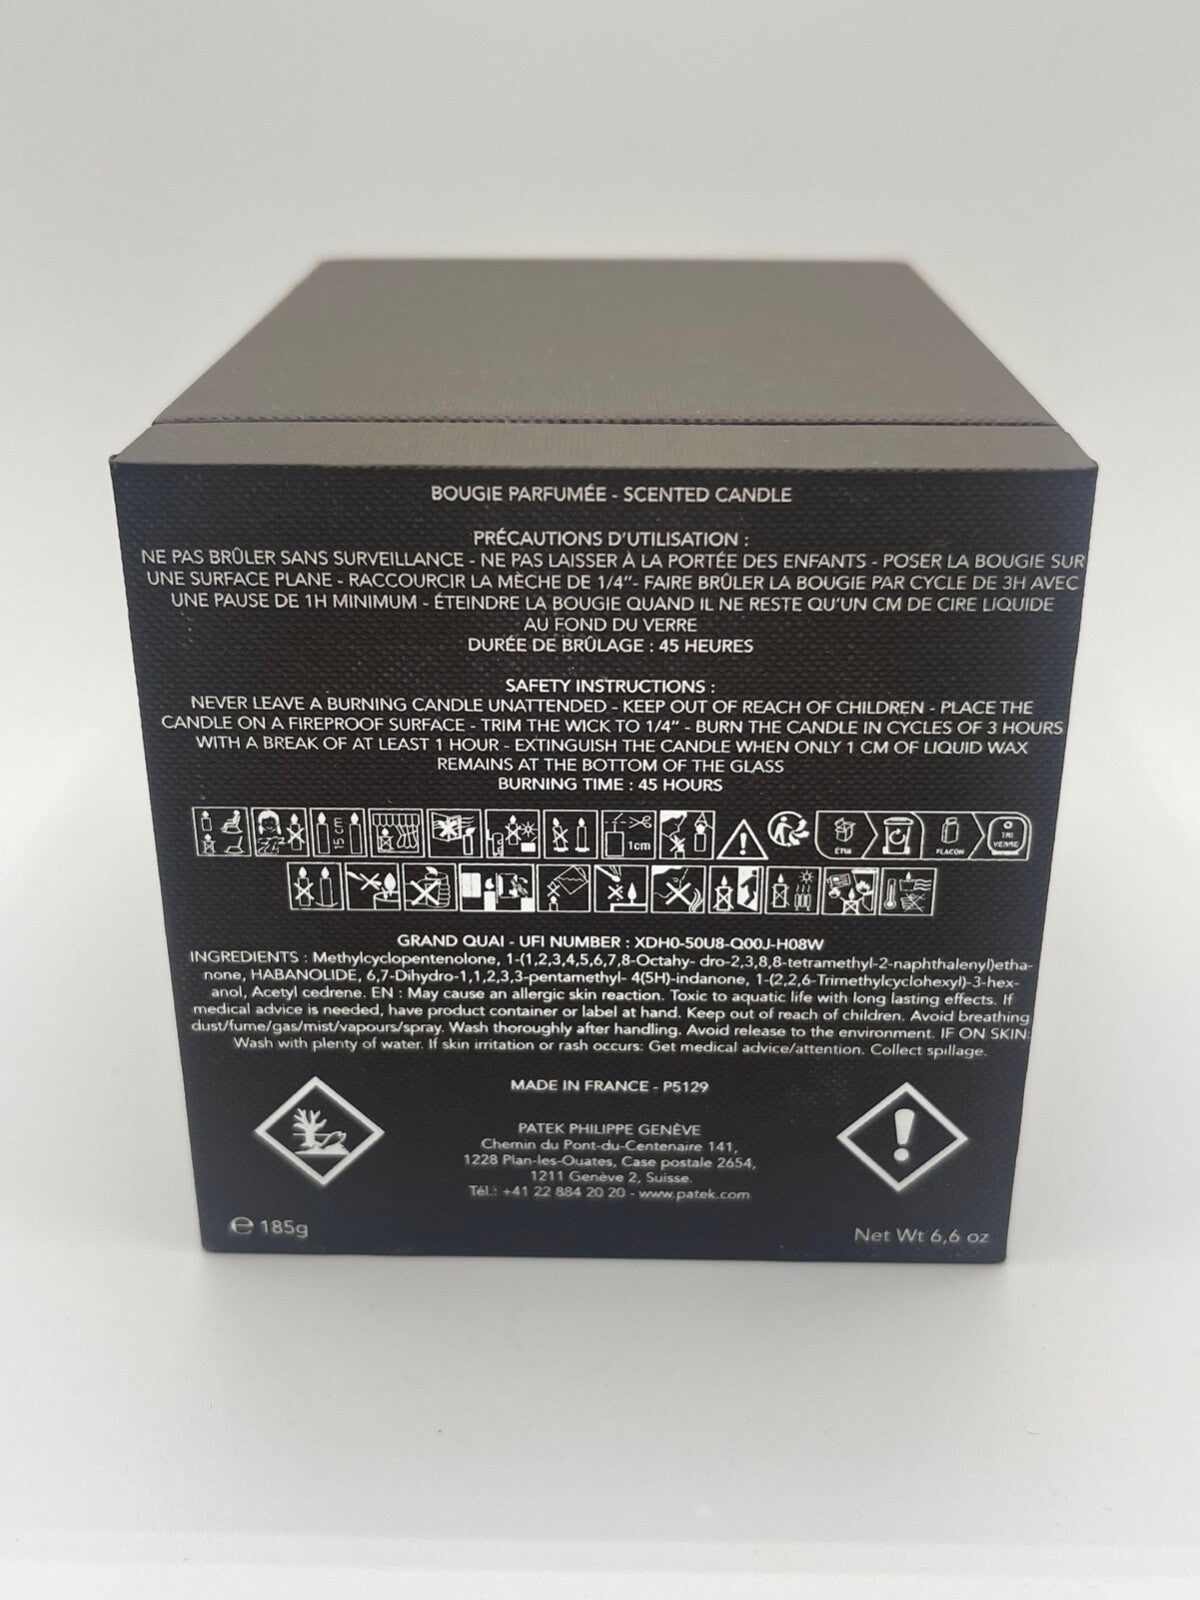 BOUGIE PARFUMÉE - SCENTED CANDLE
PRÉCAUTIONS D'UTILISATION :
NE PAS BRÛLER SANS SURVEILLANCE - NE PAS LAISSER À LA PORTÉE DES ENFANTS - POSER LA BOUGIE SUR
UNE SURFACE PLANE - RACCOURCIR LA MÈCHE DE 1/4"- FAIRE BRÛLER LA BOUGIE PAR CYCLE DE 3H AVEC
UNE PAUSE DE 1H MINIMUM - ÉTEINDRE LA BOUGIE QUAND IL NE RESTE QU'UN CM DE CIRE LIQUIDE
AU FOND DU VERRE
DURÉE DE BRÛLAGE : 45 HEURES
SAFETY INSTRUCTIONS :
NEVER LEAVE A BURNING CANDLE UNATTENDED - KEEP OUT OF REACH OF CHILDREN - PLACE THE
CANDLE ON A FIREPROOF SURFACE - TRIM THE WICK TO 1/4" - BURN THE CANDLE IN CYCLES OF 3 HOURS
WITH A BREAK OF AT LEAST 1 HOUR - EXTINGUISH THE CANDLE WHEN ONLY 1 CM OF LIQUID WAX
REMAINS AT THE BOTTOM OF THE GLASS
BURNING TIME : 45 HOURS
15 cm 1cm ÉTUI FLACON TRI VERRE
GRAND QUAI - UFI NUMBER : XDH0-50U8-Q00J-H08W
INGREDIENTS : Methylcyclopentenolone, 1-(1,2,3,4,5,6,7,8-Octahy- dro-2,3,8,8-tetramethyl-2-naphthalenyl)etha-
none, HABANOLIDE, 6,7-Dihydro-1,1,2,3,3-pentamethyl- 4(5H)-indanone, 1-(2,2,6-Trimethylcyclohexyl)-3-hex-
anol, Acetyl cedrene. EN : May cause an allergic skin reaction. Toxic to aquatic life with long lasting effects. If
medical advice is needed, have product container or label at hand. Keep out of reach of children. Avoid breathing
dust/fume/gas/mist/vapours/spray. Wash thoroughly after handling. Avoid release to the environment. IF ON SKIN:
Wash with plenty of water. If skin irritation or rash occurs: Get medical advice/attention. Collect spillage.
MADE IN FRANCE - P5129
PATEK PHILIPPE GENÈVE
Chemin du Pont-du-Centenaire 141,
1228 Plan-les-Ouates, Case postale 2654,
1211 Genève 2, Suisse.
Tél.: +41 22 884 20 20 - www.patek.com
℮ 185g
Net Wt 6,6 oz